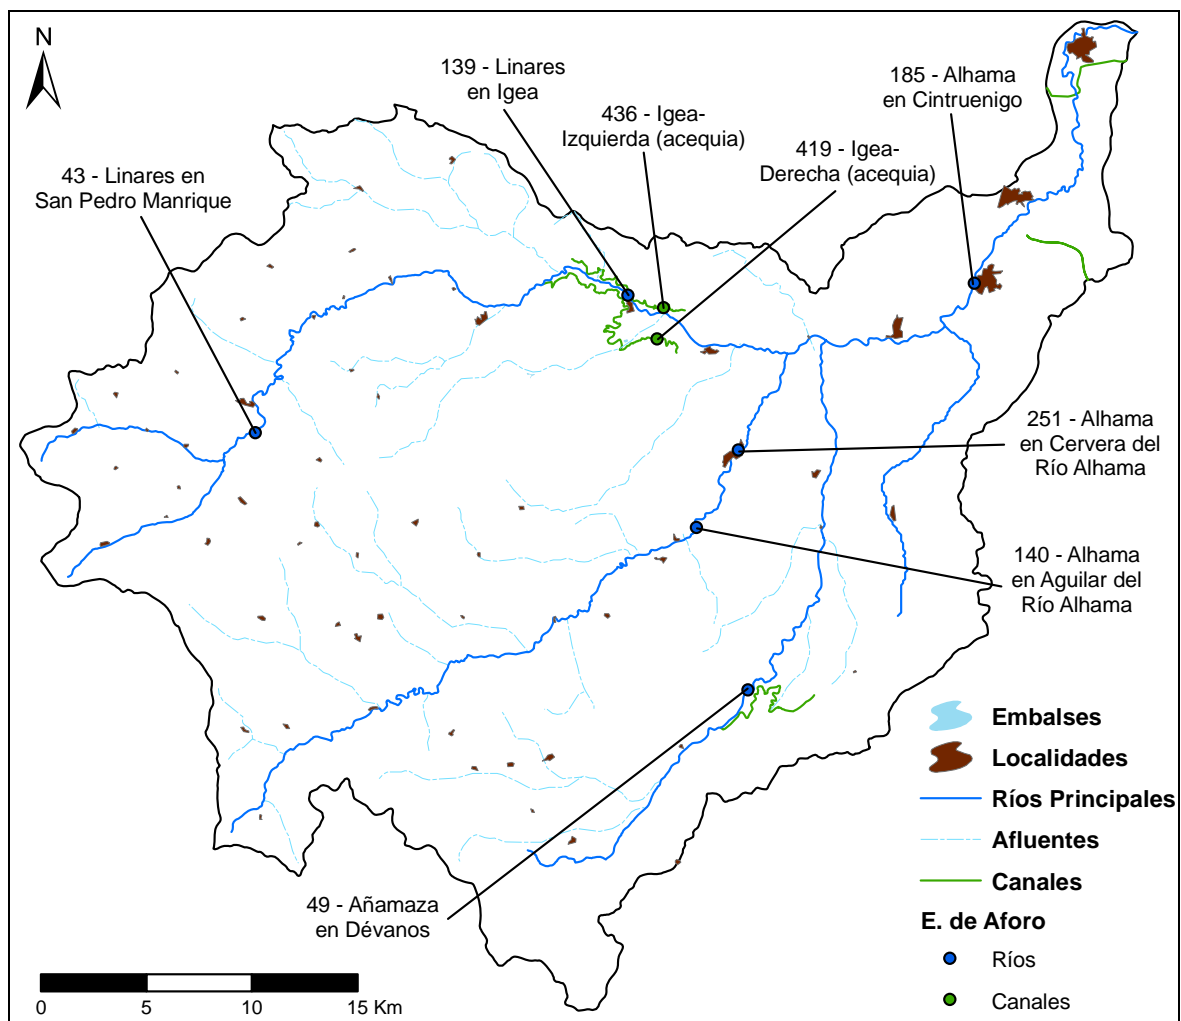 N
139 - Linares
en Igea
436 - Igea-
Izquierda (acequia)
185 - Alhama
en Cintruenigo
419 - Igea-
Derecha (acequia)
43 - Linares en
San Pedro Manrique
251 - Alhama
en Cervera del
Río Alhama
140 - Alhama
en Aguilar del
Río Alhama
49 - Añamaza
en Dévanos
Embalses
Localidades
Ríos Principales
Afluentes
Canales
E. de Aforo
Ríos
Canales
0 5 10 15 Km